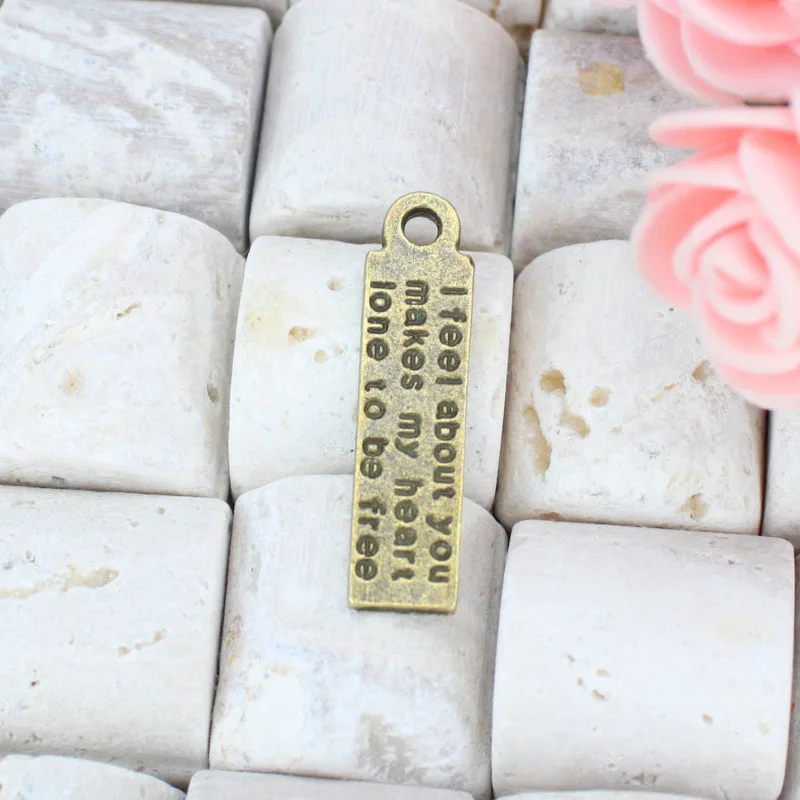 I feel about you
makes my heart
lone to be free